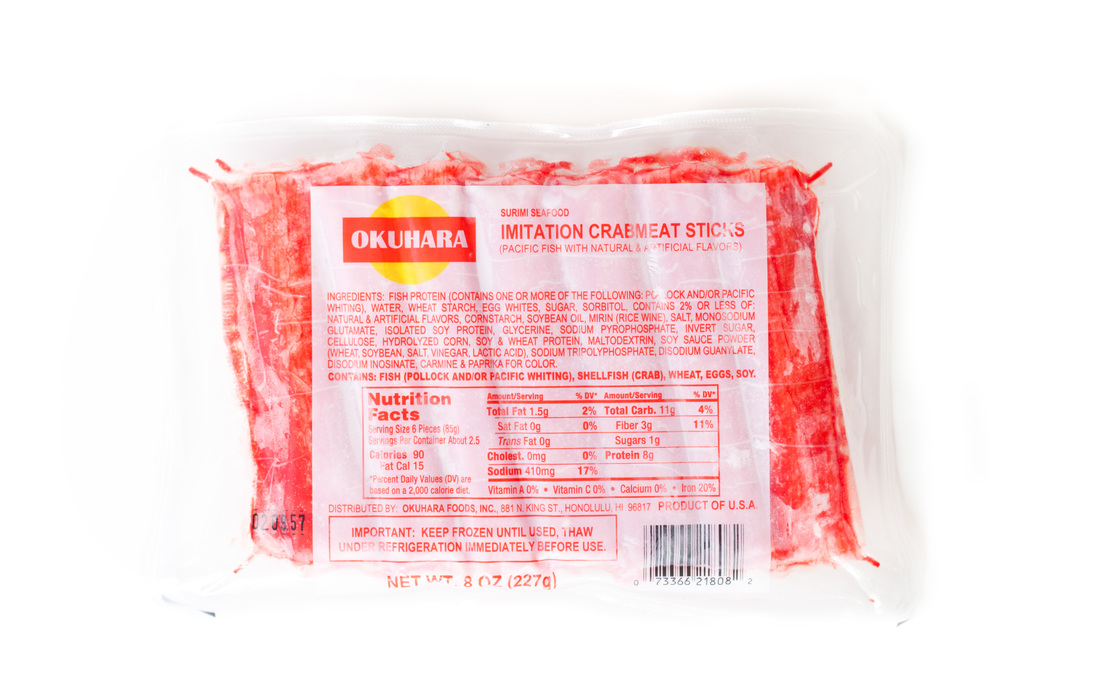 OKUHARA
SURIMI SEAFOOD
IMITATION CRABMEAT STICKS
(PACIFIC FISH WITH NATURAL & ARTIFICIAL FLAVORS)
INGREDIENTS: FISH PROTEIN (CONTAINS ONE OR MORE OF THE FOLLOWING: POLLOCK AND/OR PACIFIC
WHITING), WATER, WHEAT STARCH, EGG WHITES, SUGAR, SORBITOL, CONTAINS 2% OR LESS OF:
NATURAL & ARTIFICIAL FLAVORS, CORNSTARCH, SOYBEAN OIL, MIRIN (RICE WINE), SALT, MONOSODIUM
GLUTAMATE, ISOLATED SOY PROTEIN, GLYCERINE, SODIUM PYROPHOSPHATE, INVERT SUGAR,
CELLULOSE, HYDROLYZED CORN, SOY & WHEAT PROTEIN, MALTODEXTRIN, SOY SAUCE POWDER
(WHEAT, SOYBEAN, SALT, VINEGAR, LACTIC ACID), SODIUM TRIPOLYPHOSPHATE, DISODIUM GUANYLATE,
DISODIUM INOSINATE, CARMINE & PAPRIKA FOR COLOR.
CONTAINS: FISH (POLLOCK AND/OR PACIFIC WHITING), SHELLFISH (CRAB), WHEAT, EGGS, SOY.
Nutrition
Facts
Serving Size 6 Pieces (85g)
Servings Per Container About 2.5
Calories 90
Fat Cal 15
*Percent Daily Values (DV) are
based on a 2,000 calorie diet.
Amount/Serving % DV* Amount/Serving % DV*
Total Fat 1.5g 2% Total Carb. 11g 4%
Sat Fat 0g 0% Fiber 3g 11%
Trans Fat 0g Sugars 1g
Cholest. 0mg 0% Protein 8g
Sodium 410mg 17%
Vitamin A 0% • Vitamin C 0% • Calcium 0% • Iron 20%
DISTRIBUTED BY: OKUHARA FOODS, INC., 881 N. KING ST., HONOLULU, HI 96817 PRODUCT OF U.S.A.
IMPORTANT: KEEP FROZEN UNTIL USED, THAW
UNDER REFRIGERATION IMMEDIATELY BEFORE USE.
NET WT. 8 OZ (227g)
0 73366 21808 2